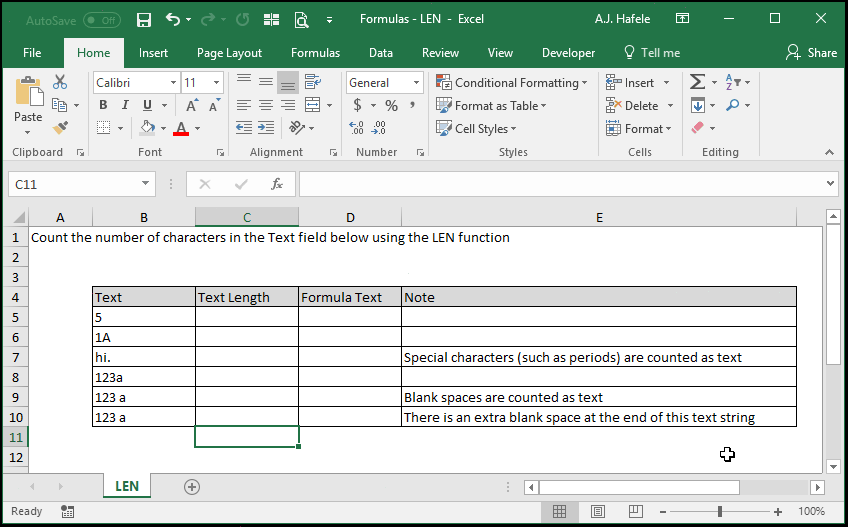 AutoSave Off Formulas - LEN - Excel A.J. Hafele
File Home Insert Page Layout Formulas Data Review View Developer Tell me Share
Calibri 11 General Conditional Formatting Insert
Paste B I U A A $ % , Format as Table Delete
A Cell Styles Format
Clipboard Font Alignment Number Styles Cells Editing
C11 fx
A B C D E
1 Count the number of characters in the Text field below using the LEN function
2
3
4 Text Text Length Formula Text Note
5 5
6 1A
7 hi. Special characters (such as periods) are counted as text
8 123a
9 123 a Blank spaces are counted as text
10 123 a There is an extra blank space at the end of this text string
11
12
LEN
Ready 100%